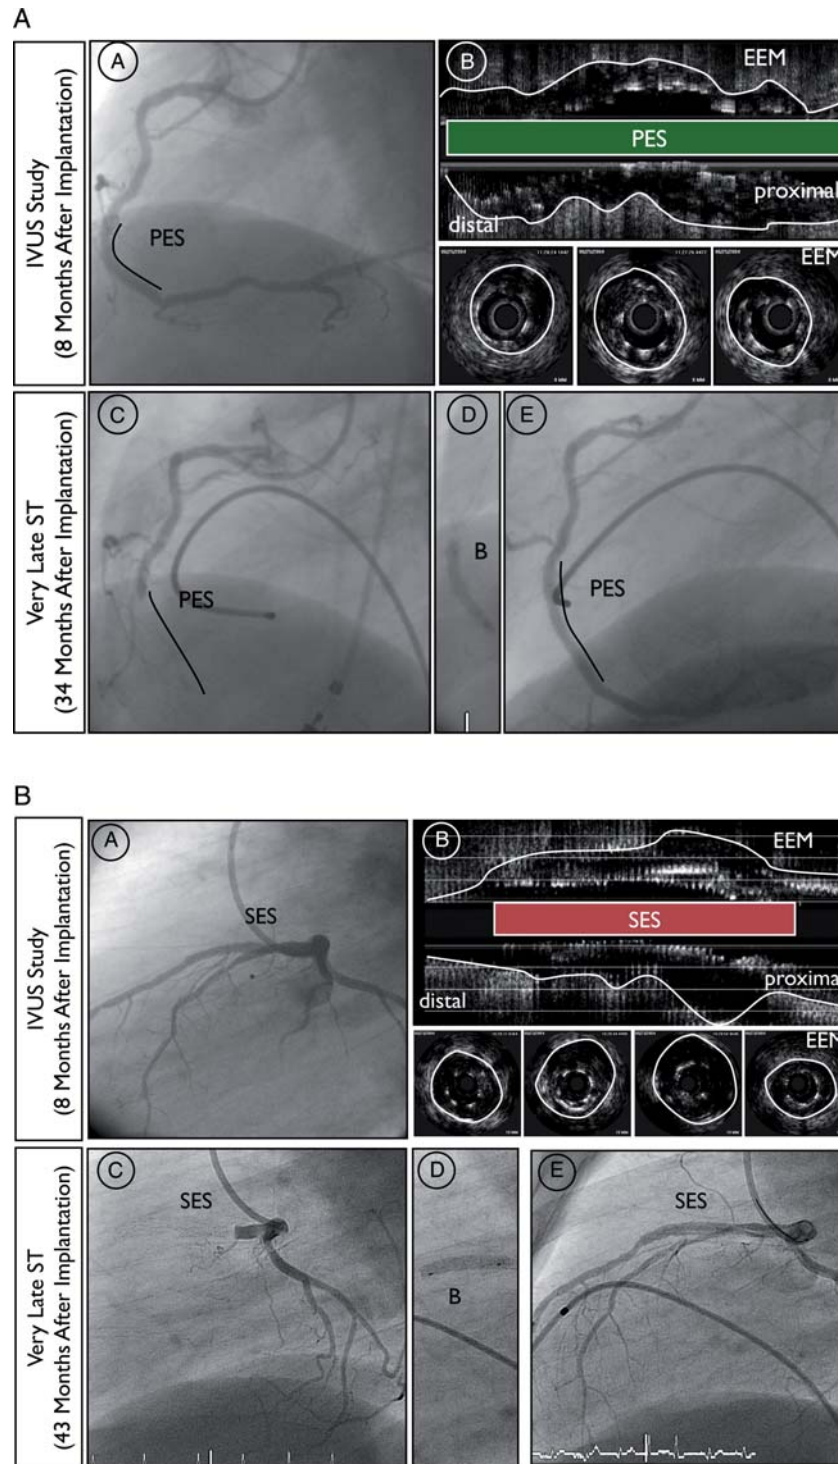 A
IVUS Study
(8 Months After Implantation)
A
PES
B
EEM
PES
proximal
distal
EEM
Very Late ST
(34 Months After Implantation)
C
PES
D
B
E
PES
B
IVUS Study
(8 Months After Implantation)
A
SES
B
EEM
SES
proxima
distal
EEM
Very Late ST
(43 Months After Implantation)
C
SES
D
B
E
SES